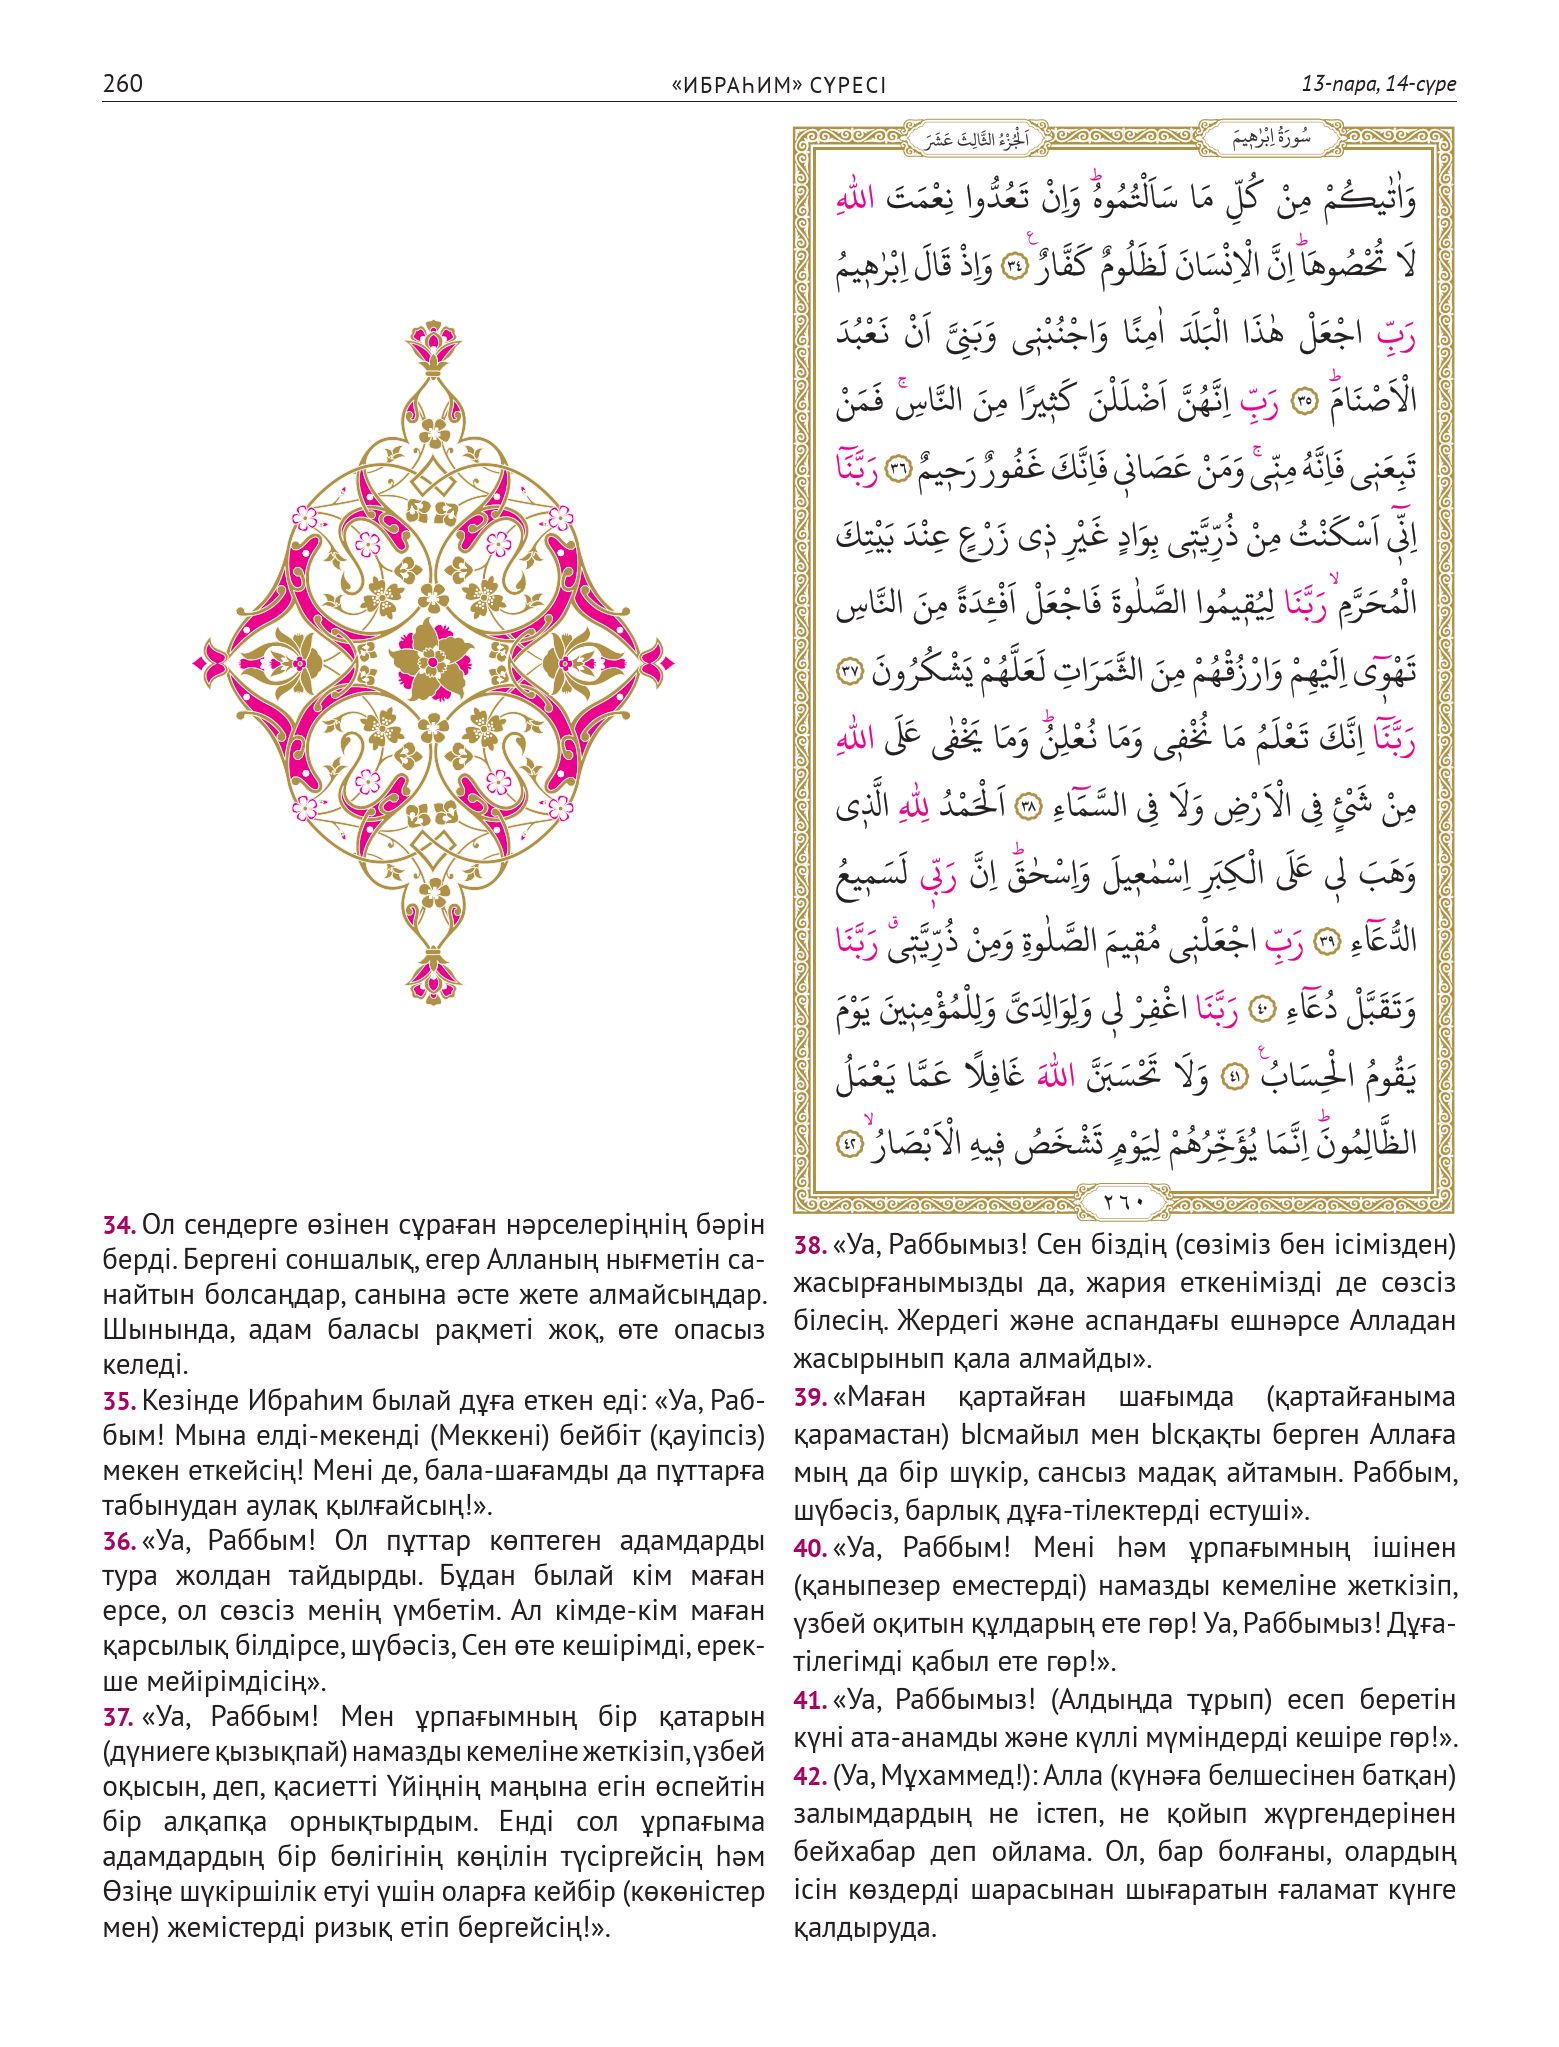 260
«ИБРАҺИМ» СҮРЕСІ
13-пара, 14-сүре
سُورَةُ اِبْرٰه۪يمَ
اَلْجُزْءُ الثَّالِثَ عَشَرَ
وَاٰتٰيكُمْ مِنْ كُلِّ مَا سَاَلْتُمُوهُۜ وَاِنْ تَعُدُّوا نِعْمَتَ اللّٰهِ
لَا تُحْصُوهَاۜ اِنَّ الْاِنْسَانَ لَظَلُومٌ كَفَّارٌ۟ ﴿٣٤﴾ وَاِذْ قَالَ اِبْرٰه۪يمُ
رَبِّ اجْعَلْ هٰذَا الْبَلَدَ اٰمِنًا وَاجْنُبْن۪ي وَبَنِيَّ اَنْ نَعْبُدَ
الْاَصْنَامَۜ ﴿٣٥﴾ رَبِّ اِنَّهُنَّ اَضْلَلْنَ كَث۪يرًا مِنَ النَّاسِۚ فَمَنْ
تَبِعَن۪ي فَاِنَّهُ مِنّ۪يۚ وَمَنْ عَصَان۪ي فَاِنَّكَ غَفُورٌ رَح۪يمٌ ﴿٣٦﴾ رَبَّنَٓا
اِنّ۪ٓي اَسْكَنْتُ مِنْ ذُرِّيَّت۪ي بِوَادٍ غَيْرِ ذ۪ي زَرْعٍ عِنْدَ بَيْتِكَ
الْمُحَرَّمِۙ رَبَّنَا لِيُق۪يمُوا الصَّلٰوةَ فَاجْعَلْ اَفْـِٔدَةً مِنَ النَّاسِ
تَهْو۪ٓي اِلَيْهِمْ وَارْزُقْهُمْ مِنَ الثَّمَرَاتِ لَعَلَّهُمْ يَشْكُرُونَ ﴿٣٧﴾
رَبَّنَٓا اِنَّكَ تَعْلَمُ مَا نُخْف۪ي وَمَا نُعْلِنُۜ وَمَا يَخْفٰى عَلَى اللّٰهِ
مِنْ شَيْءٍ فِي الْاَرْضِ وَلَا فِي السَّمَٓاءِ ﴿٣٨﴾ اَلْحَمْدُ لِلّٰهِ الَّذ۪ي
وَهَبَ ل۪ي عَلَى الْكِبَرِ اِسْمٰع۪يلَ وَاِسْحٰقَۜ اِنَّ رَبّ۪ي لَسَم۪يعُ
الدُّعَٓاءِ ﴿٣٩﴾ رَبِّ اجْعَلْن۪ي مُق۪يمَ الصَّلٰوةِ وَمِنْ ذُرِّيَّت۪يۗ رَبَّنَا
وَتَقَبَّلْ دُعَٓاءِ ﴿٤٠﴾ رَبَّنَا اغْفِرْ ل۪ي وَلِوَالِدَيَّ وَلِلْمُؤْمِن۪ينَ يَوْمَ
يَقُومُ الْحِسَابُ۟ ﴿٤١﴾ وَلَا تَحْسَبَنَّ اللّٰهَ غَافِلًا عَمَّا يَعْمَلُ
الظَّالِمُونَۜ اِنَّمَا يُؤَخِّرُهُمْ لِيَوْمٍ تَشْخَصُ ف۪يهِ الْاَبْصَارُۙ ﴿٤٢﴾
٢٦٠
34. Ол сендерге өзінен сұраған нәрселеріңнің бәрін
берді. Бергені соншалық, егер Алланың нығметін са-
найтын болсаңдар, санына әсте жете алмайсыңдар.
Шынында, адам баласы рақметі жоқ, өте опасыз
келеді.
35. Кезінде Ибраһим былай дұға еткен еді: «Уа, Раб-
бым! Мына елді-мекенді (Меккені) бейбіт (қауіпсіз)
мекен еткейсің! Мені де, бала-шағамды да пұттарға
табынудан аулақ қылғайсың!».
36. «Уа, Раббым! Ол пұттар көптеген адамдарды
тура жолдан тайдырды. Бұдан былай кім маған
ерсе, ол сөзсіз менің үмбетім. Ал кімде-кім маған
қарсылық білдірсе, шүбәсіз, Сен өте кешірімді, ерек-
ше мейірімдісің».
37. «Уа, Раббым! Мен ұрпағымның бір қатарын
(дүниеге қызықпай) намазды кемеліне жеткізіп, үзбей
оқысын, деп, қасиетті Үйіңнің маңына егін өспейтін
бір алқапқа орнықтырдым. Енді сол ұрпағыма
адамдардың бір бөлігінің көңілін түсіргейсің һәм
Өзіңе шүкіршілік етуі үшін оларға кейбір (көкөністер
мен) жемістерді ризық етіп бергейсің!».
38. «Уа, Раббымыз! Сен біздің (сөзіміз бен ісімізден)
жасырғанымызды да, жария еткенімізді де сөзсіз
білесің. Жердегі және аспандағы ешнәрсе Алладан
жасырынып қала алмайды».
39. «Маған қартайған шағымда (қартайғаныма
қарамастан) Ысмайыл мен Ысқақты берген Аллаға
мың да бір шүкір, сансыз мадақ айтамын. Раббым,
шүбәсіз, барлық дұға-тілектерді естуші».
40. «Уа, Раббым! Мені һәм ұрпағымның ішінен
(қаныпезер еместерді) намазды кемеліне жеткізіп,
үзбей оқитын құлдарың ете гөр! Уа, Раббымыз! Дұға-
тілегімді қабыл ете гөр!».
41. «Уа, Раббымыз! (Алдыңда тұрып) есеп беретін
күні ата-анамды және күллі мүміндерді кешіре гөр!».
42. (Уа, Мұхаммед!): Алла (күнәға белшесінен батқан)
залымдардың не істеп, не қойып жүргендерінен
бейхабар деп ойлама. Ол, бар болғаны, олардың
ісін көздерді шарасынан шығаратын ғаламат күнге
қалдыруда.